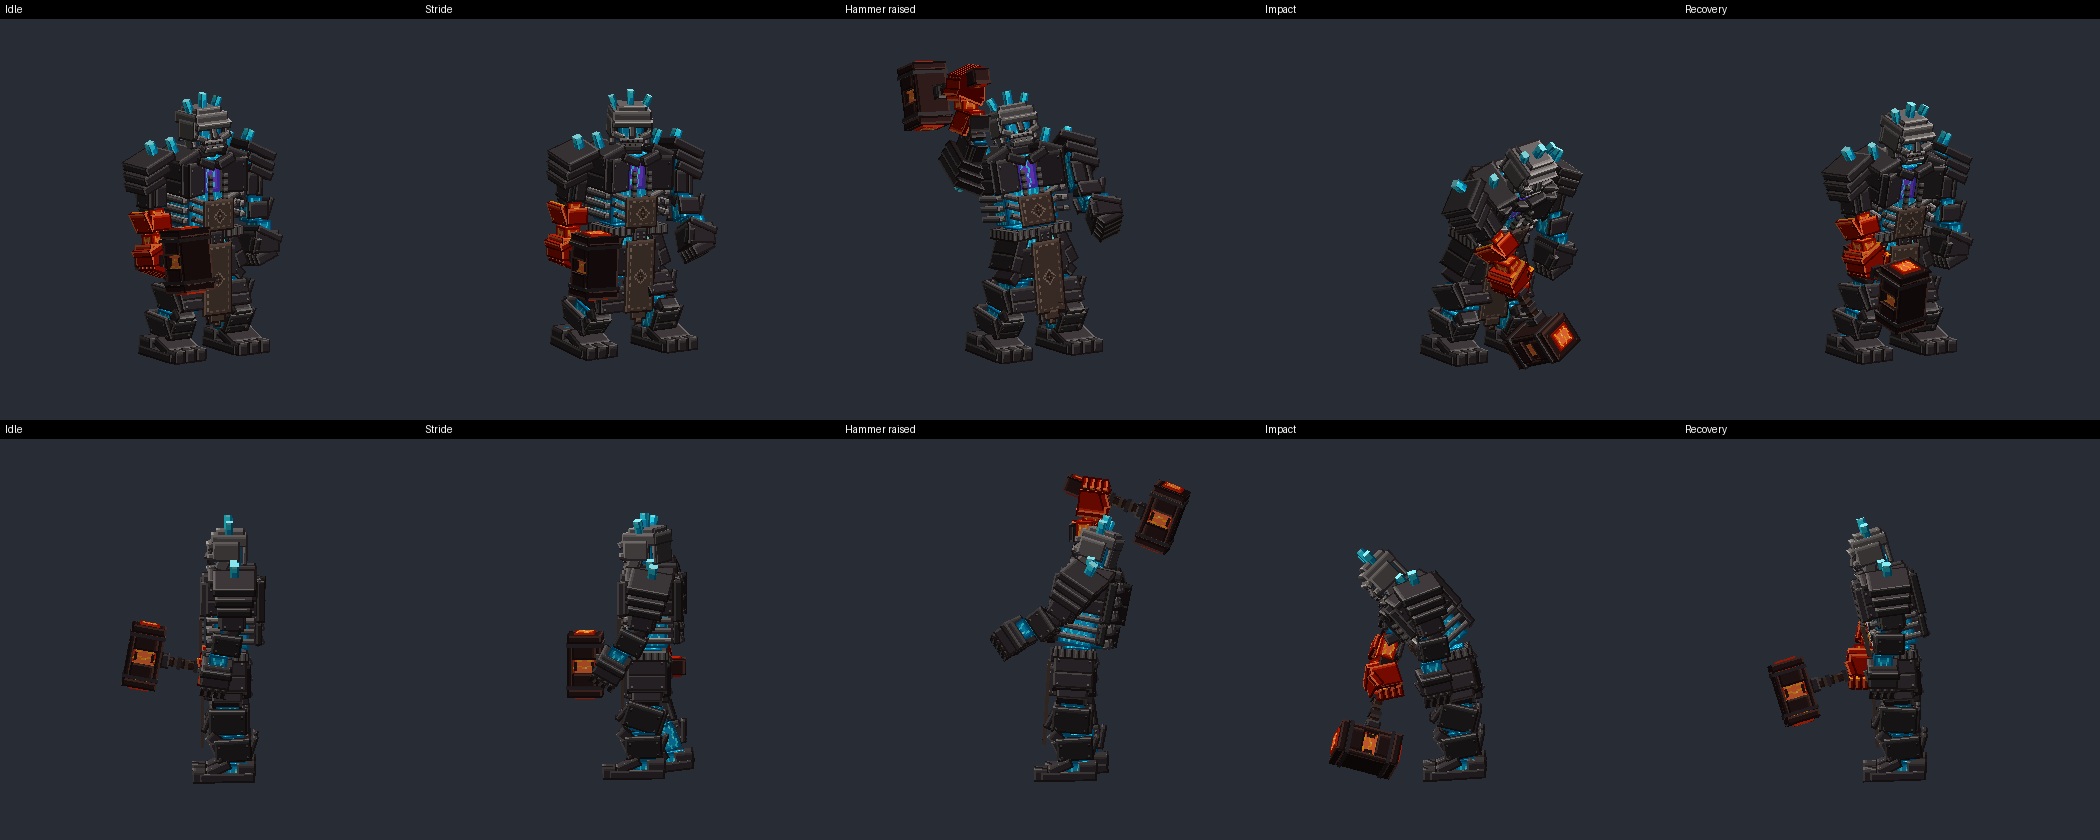 Idle
Stride
Hammer raised
Impact
Recovery
Idle
Stride
Hammer raised
Impact
Recovery